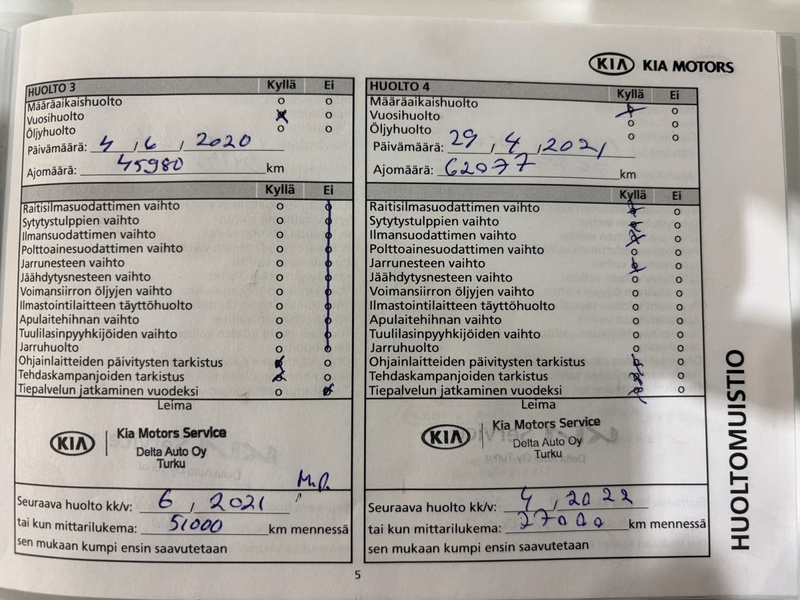 KIA KIA MOTORS
HUOLTO 3 Kyllä Ei
Määräaikaishuolto o o
Vuosihuolto x o
Öljyhuolto o o
Päivämäärä: 4, 6, 2020
Ajomäärä: 45980 km
Kyllä Ei
Raitisilmasuodattimen vaihto o o
Sytytystulppien vaihto o o
Ilmansuodattimen vaihto o o
Polttoainesuodattimen vaihto o o
Jarrunesteen vaihto o o
Jäähdytysnesteen vaihto o o
Voimansiirron öljyjen vaihto o o
Ilmastointilaitteen täyttöhuolto o o
Apulaitehihnan vaihto o o
Tuulilasinpyyhkijöiden vaihto o o
Jarruhuolto o o
Ohjainlaitteiden päivitysten tarkistus x o
Tehdaskampanjoiden tarkistus x o
Tiepalvelun jatkaminen vuodeksi o x
Leima
KIA Kia Motors Service
Delta Auto Oy
Turku
M.P.
Seuraava huolto kk/v: 6, 2021
tai kun mittarilukema: 51000 km mennessä
sen mukaan kumpi ensin saavutetaan
HUOLTO 4 Kyllä Ei
Määräaikaishuolto x o
Vuosihuolto o o
Öljyhuolto o o
Päivämäärä: 29, 4, 2021
Ajomäärä: 62077 km
Kyllä Ei
Raitisilmasuodattimen vaihto x o
Sytytystulppien vaihto x o
Ilmansuodattimen vaihto x o
Polttoainesuodattimen vaihto o o
Jarrunesteen vaihto x o
Jäähdytysnesteen vaihto o o
Voimansiirron öljyjen vaihto o o
Ilmastointilaitteen täyttöhuolto o o
Apulaitehihnan vaihto o o
Tuulilasinpyyhkijöiden vaihto o o
Jarruhuolto o o
Ohjainlaitteiden päivitysten tarkistus x o
Tehdaskampanjoiden tarkistus x o
Tiepalvelun jatkaminen vuodeksi x o
Leima
KIA Kia Motors Service
Delta Auto Oy
Turku
Seuraava huolto kk/v: 4, 2022
tai kun mittarilukema: 27000 km mennessä
sen mukaan kumpi ensin saavutetaan
HUOLTOMUISTIO
5